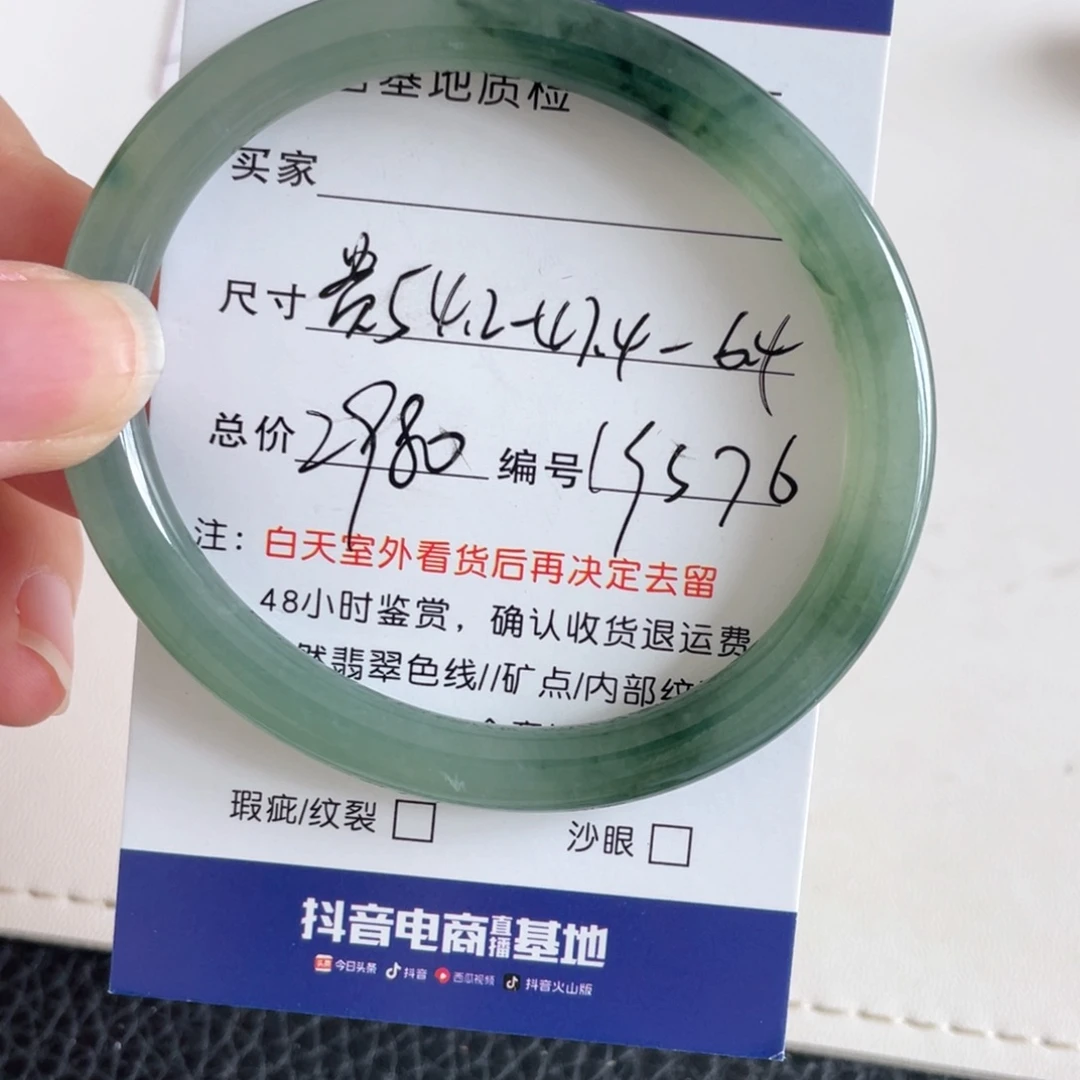 基地质检
买家
尺寸 贵54.2-47.4-6.4
总价 2980 编号 19576
注：白天室外看货后再决定去留
48小时鉴赏，确认收货退运费
然翡翠色线//矿点/内部纹
瑕疵/纹裂 沙眼
抖音电商直播基地
今日头条 抖音 西瓜视频 抖音火山版